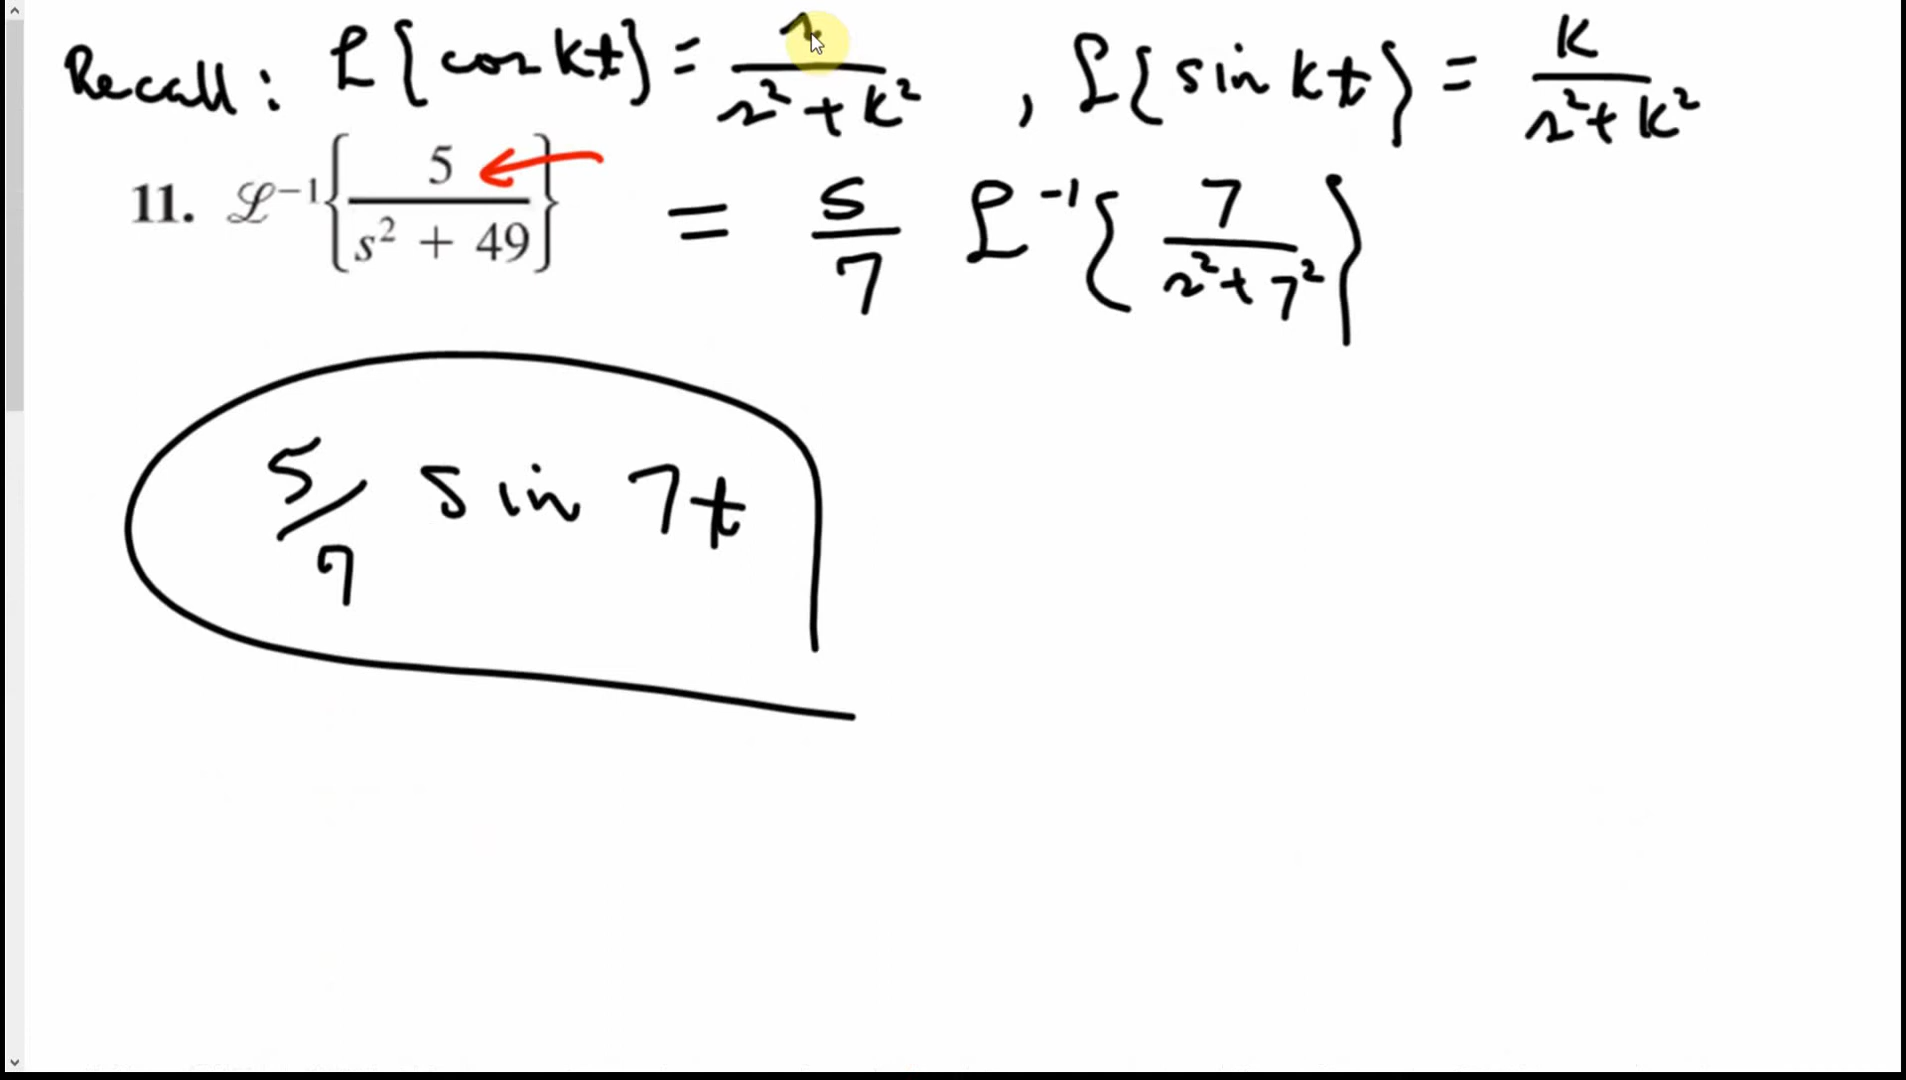 Recall: ℒ{cos kt} = s/(s² + k²) , ℒ{sin kt} = k/(s² + k²)
11. ℒ⁻¹{5/(s² + 49)} = 5/7 ℒ⁻¹{7/(s² + 7²)}
5/7 sin 7t